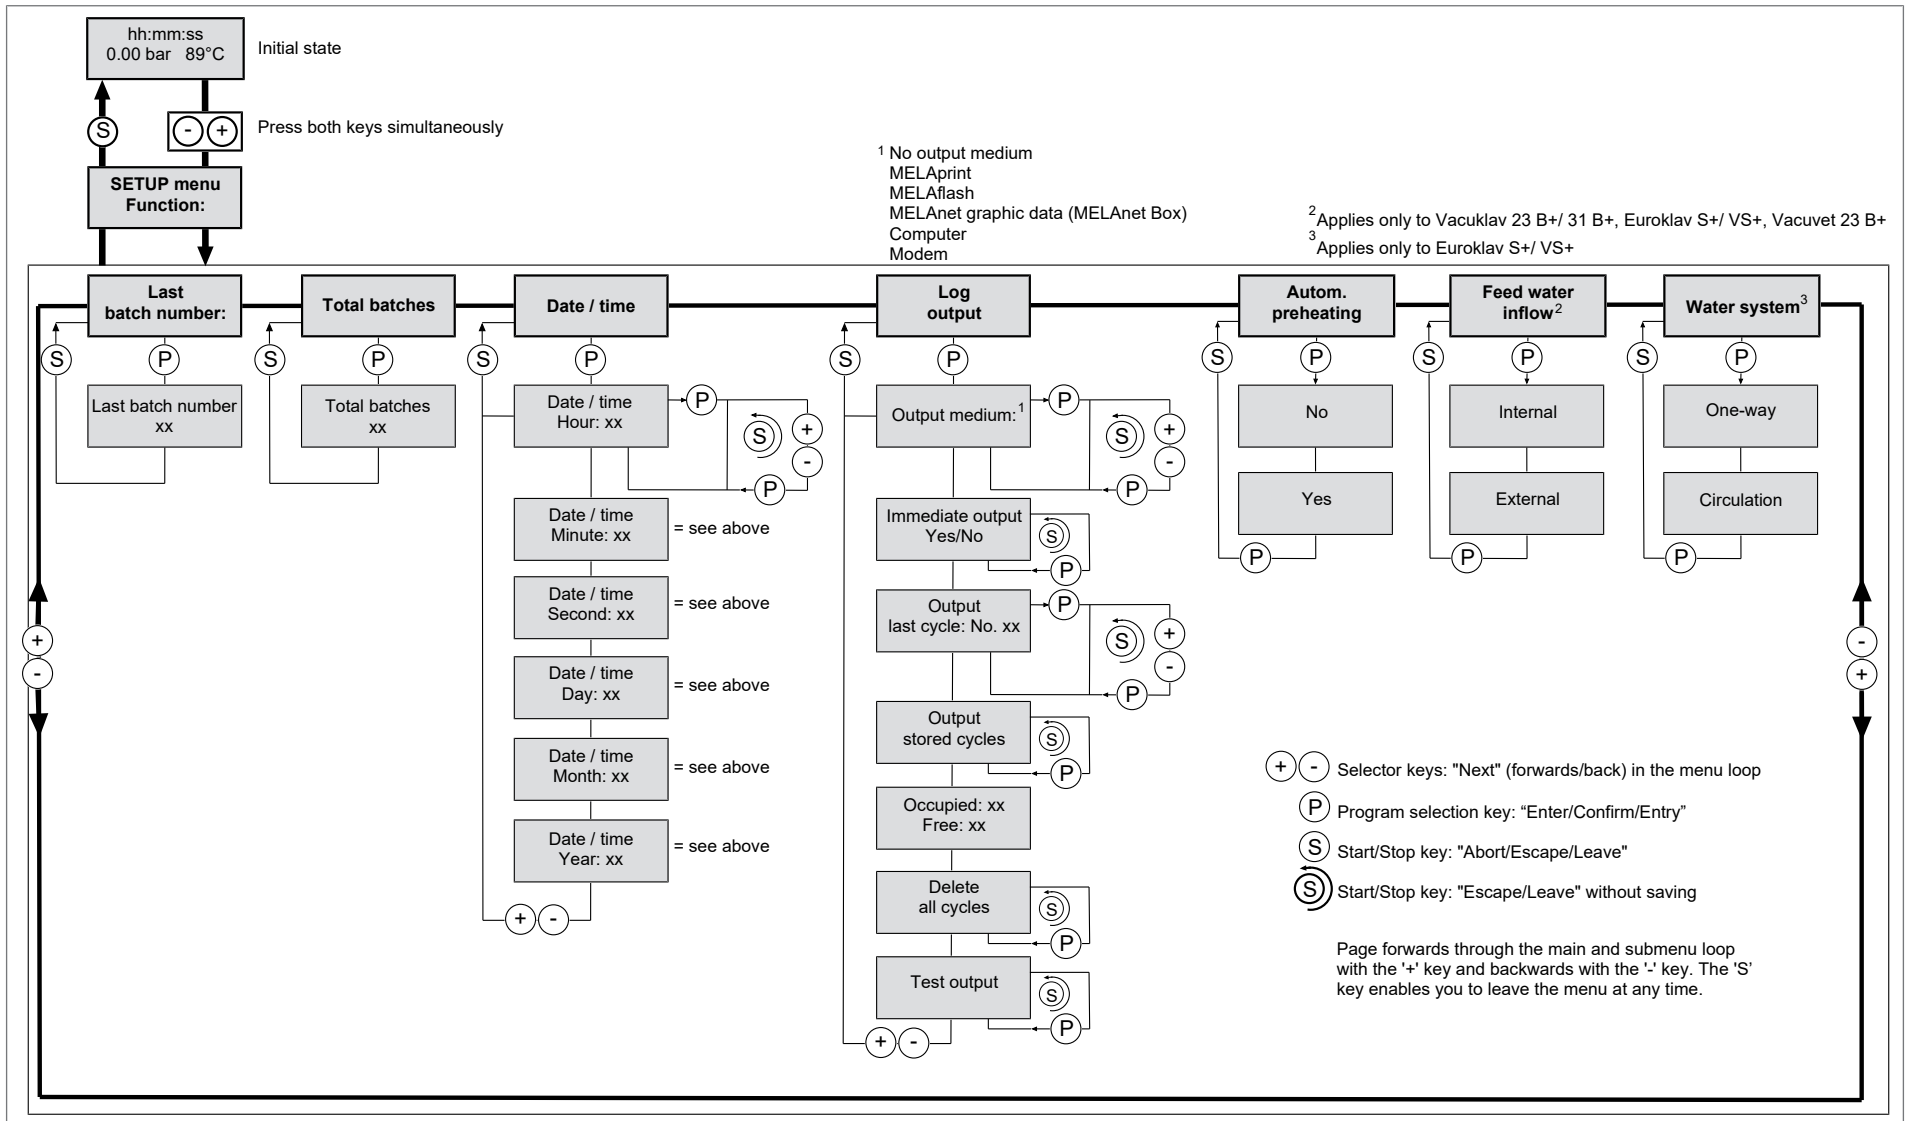 hh:mm:ss
0.00 bar 89°C
Initial state
S
- +
Press both keys simultaneously
SETUP menu
Function:
1 No output medium
MELAprint
MELAflash
MELAnet graphic data (MELAnet Box)
Computer
Modem
2 Applies only to Vacuklav 23 B+/ 31 B+, Euroklav S+/ VS+, Vacuvet 23 B+
3 Applies only to Euroklav S+/ VS+
Last
batch number:
S
P
Last batch number
xx
Total batches
S
P
Total batches
xx
Date / time
S
P
Date / time
Hour: xx
P
S
+
-
P
Date / time
Minute: xx
= see above
Date / time
Second: xx
= see above
Date / time
Day: xx
= see above
Date / time
Month: xx
= see above
Date / time
Year: xx
= see above
+ -
Log
output
S
P
Output medium: 1
P
S
+
-
P
Immediate output
Yes/No
S
P
Output
last cycle: No. xx
P
S
+
-
P
Output
stored cycles
S
P
Occupied: xx
Free: xx
Delete
all cycles
S
P
Test output
S
P
+ -
Autom.
preheating
S
P
No
Yes
P
Feed water
inflow 2
S
P
Internal
External
P
Water system 3
S
P
One-way
Circulation
P
+
-
-
+
+ - Selector keys: "Next" (forwards/back) in the menu loop
P Program selection key: “Enter/Confirm/Entry”
S Start/Stop key: "Abort/Escape/Leave"
S Start/Stop key: "Escape/Leave" without saving
Page forwards through the main and submenu loop
with the '+' key and backwards with the '-' key. The 'S'
key enables you to leave the menu at any time.